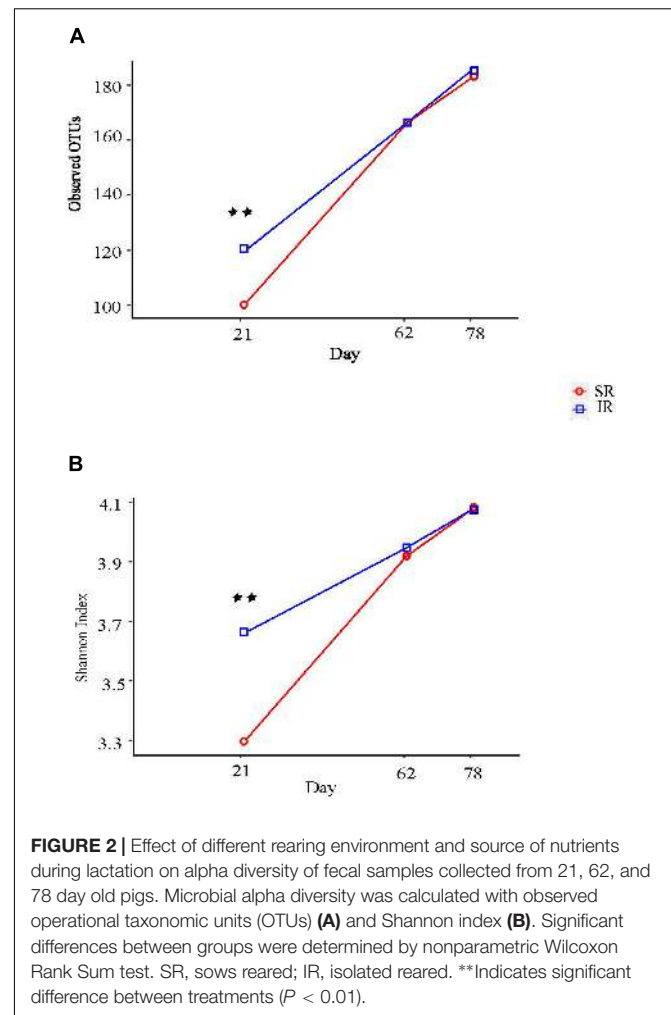 A
180
160
140
120
100
Observed OTUs
**
21
62
78
Day
SR
IR
B
4.1
3.9
3.7
3.5
3.3
Shannon Index
**
21
62
78
Day
FIGURE 2 | Effect of different rearing environment and source of nutrients
during lactation on alpha diversity of fecal samples collected from 21, 62, and
78 day old pigs. Microbial alpha diversity was calculated with observed
operational taxonomic units (OTUs) (A) and Shannon index (B). Significant
differences between groups were determined by nonparametric Wilcoxon
Rank Sum test. SR, sows reared; IR, isolated reared. **Indicates significant
difference between treatments (P < 0.01).